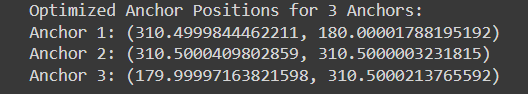 Optimized Anchor Positions for 3 Anchors:
Anchor 1: (310.4999844462211, 180.00001788195192)
Anchor 2: (310.5000409802859, 310.5000003231815)
Anchor 3: (179.99997163821598, 310.5000213765592)